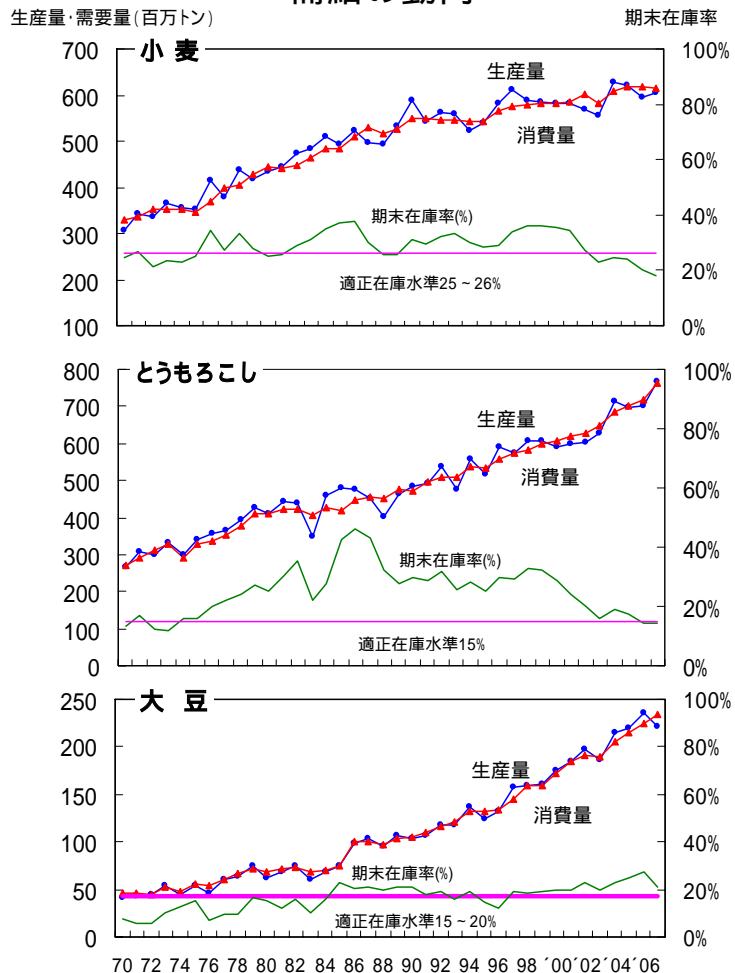 生産量・需要量(百万トン) 期末在庫率
小麦
700 100%
600 80%
500 60%
400
300 40%
200 20%
100 0%
生産量
消費量
期末在庫率(%)
適正在庫水準25～26%
とうもろこし
800 100%
700 80%
600
500 60%
400
300 40%
200 20%
100
0 0%
生産量
消費量
期末在庫率(%)
適正在庫水準15%
大豆
250 100%
200 80%
150 60%
100 40%
50 20%
0 0%
生産量
消費量
期末在庫率(%)
適正在庫水準15～20%
70 72 74 76 78 80 82 84 86 88 90 92 94 96 98 ´00 ´02 ´04 ´06